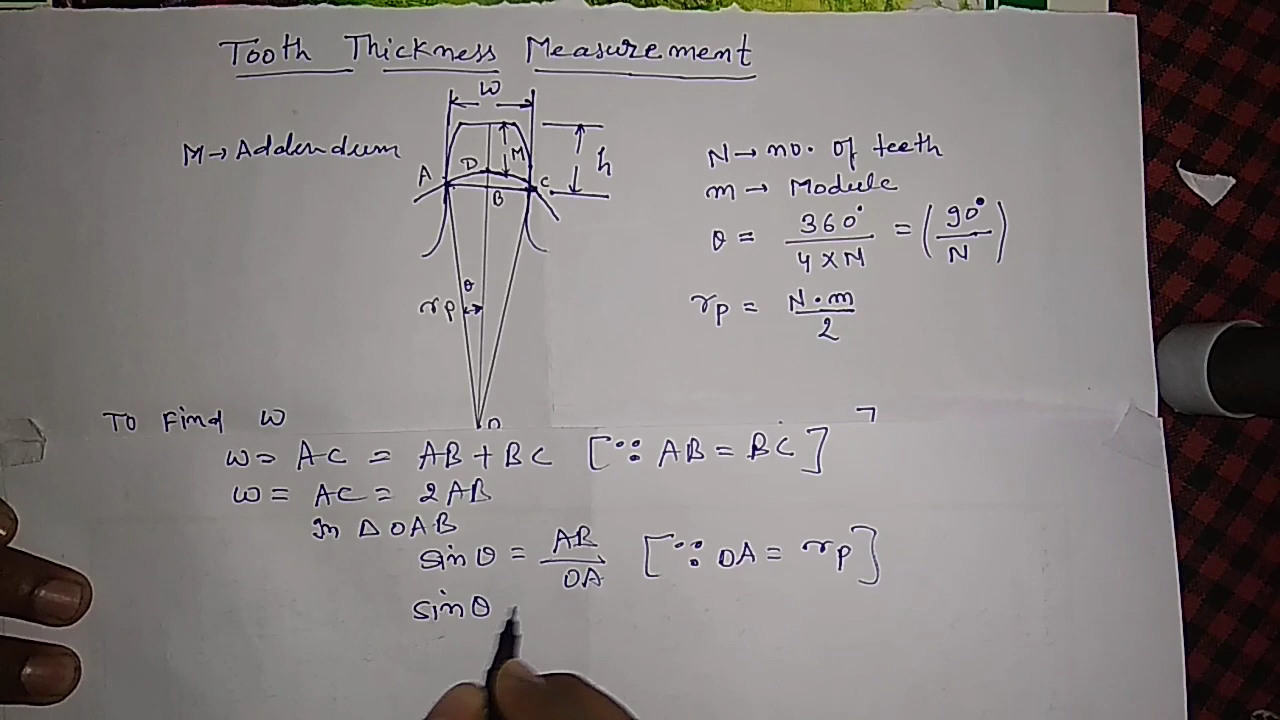 Tooth Thickness Measurement
W
M→ Addendum
A
D
M
h
C
B
θ
rp
O
N→ no. of teeth
m → Module
θ = 360° / 4×N = (90° / N)
rp = N.m / 2
To Find W
W= AC = AB + BC [∵ AB = BC]
W = AC = 2AB
In Δ OAB
sin θ = AB / OA [∵ OA = rp]
sin θ